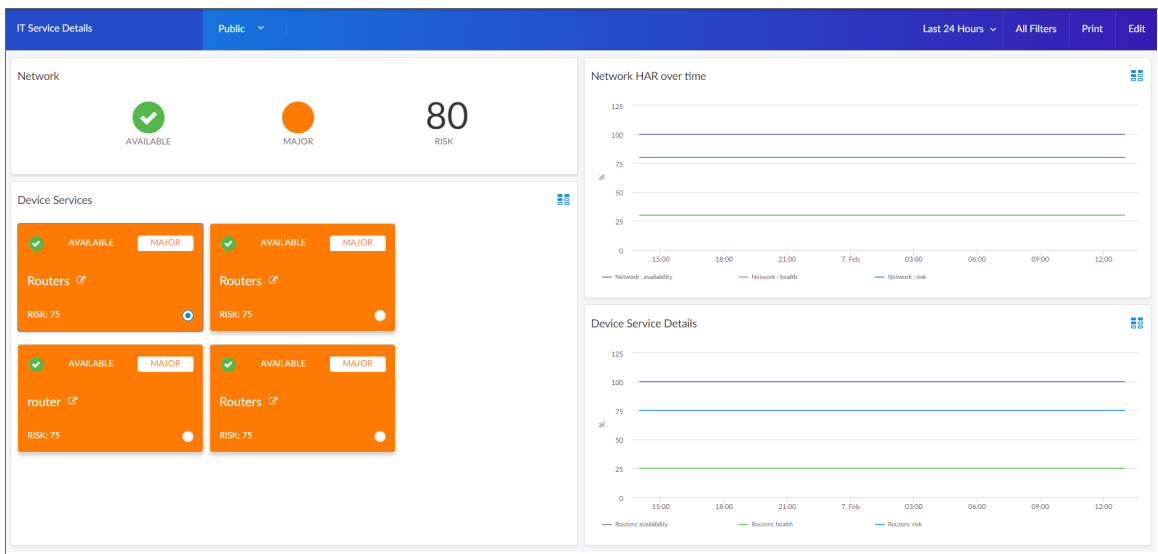 IT Service Details
Public
Last 24 Hours
All Filters
Print
Edit
Network
AVAILABLE
MAJOR
80
RISK
Device Services
AVAILABLE MAJOR
Routers
RISK: 75
AVAILABLE MAJOR
Routers
RISK: 75
AVAILABLE MAJOR
router
RISK: 75
AVAILABLE MAJOR
Routers
RISK: 75
Network HAR over time
125
100
75
%
50
25
0
15:00 18:00 21:00 7. Feb 03:00 06:00 09:00 12:00
Network : availability Network : health Network : risk
Device Service Details
125
100
75
%
50
25
0
15:00 18:00 21:00 7. Feb 03:00 06:00 09:00 12:00
Routers: availability Routers: health Routers: risk